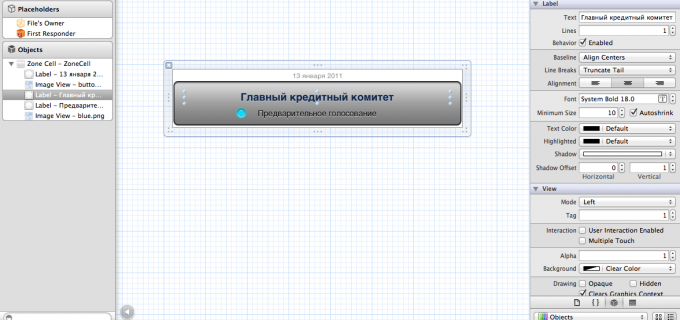 Placeholders
File's Owner
First Responder
Objects
Zone Cell – ZoneCell
Label – 13 января 2...
Image View – butto...
Label – Главный кр...
Label – Предварите...
Image View – blue.png
13 января 2011
Главный кредитный комитет
Предварительное голосование
Label
Text Главный кредитный комитет
Lines 1
Behavior Enabled
Baseline Align Centers
Line Breaks Truncate Tail
Alignment
Font System Bold 18.0
Minimum Size 10 Autoshrink
Text Color Default
Highlighted Default
Shadow
Shadow Offset 0 1
Horizontal Vertical
View
Mode Left
Tag 1
Interaction User Interaction Enabled
Multiple Touch
Alpha 1
Background Clear Color
Drawing Opaque Hidden
Clears Graphics Context
Objects